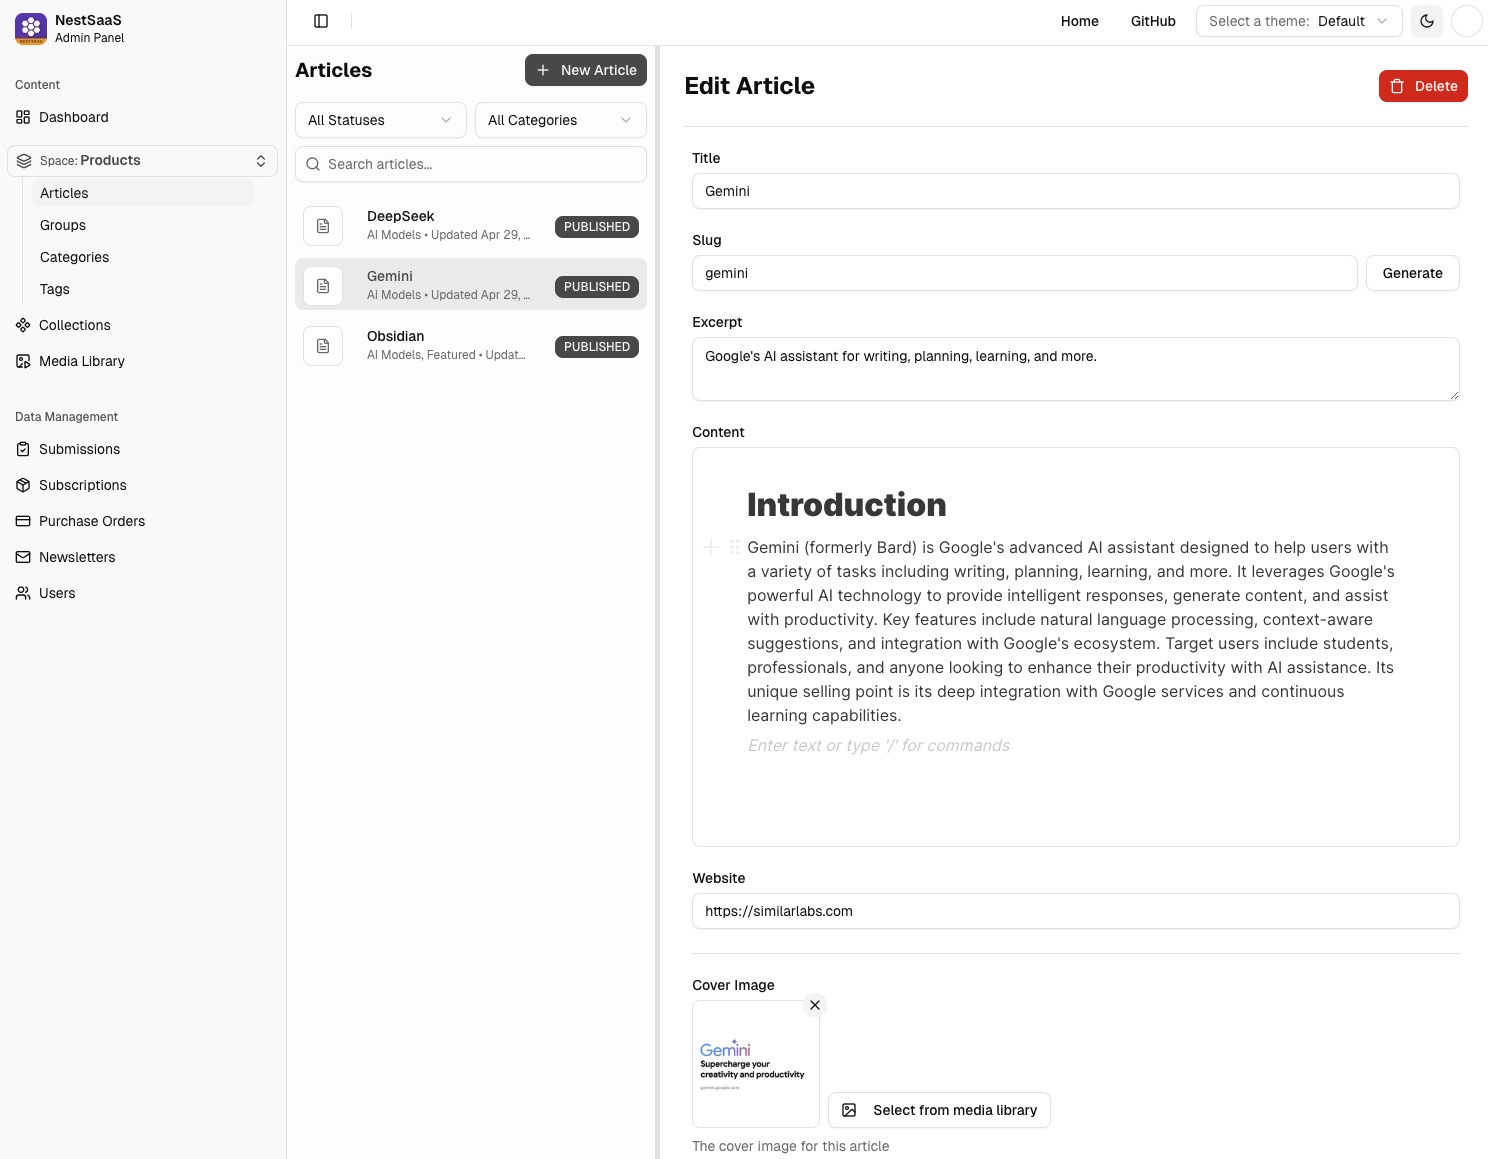 NestSaaS
Admin Panel
Content
Dashboard
Space: Products
Articles
Groups
Categories
Tags
Collections
Media Library
Data Management
Submissions
Subscriptions
Purchase Orders
Newsletters
Users
Home
GitHub
Select a theme: Default
Articles
New Article
All Statuses
All Categories
Search articles...
DeepSeek
AI Models • Updated Apr 29, ...
PUBLISHED
Gemini
AI Models • Updated Apr 29, ...
PUBLISHED
Obsidian
AI Models, Featured • Updat...
PUBLISHED
Edit Article
Delete
Title
Gemini
Slug
gemini
Generate
Excerpt
Google's AI assistant for writing, planning, learning, and more.
Content
Introduction
Gemini (formerly Bard) is Google's advanced AI assistant designed to help users with
a variety of tasks including writing, planning, learning, and more. It leverages Google's
powerful AI technology to provide intelligent responses, generate content, and assist
with productivity. Key features include natural language processing, context-aware
suggestions, and integration with Google's ecosystem. Target users include students,
professionals, and anyone looking to enhance their productivity with AI assistance. Its
unique selling point is its deep integration with Google services and continuous
learning capabilities.
Enter text or type '/' for commands
Website
https://similarlabs.com
Cover Image
Gemini
Supercharge your
creativity and productivity
gemini.google.com
Select from media library
The cover image for this article